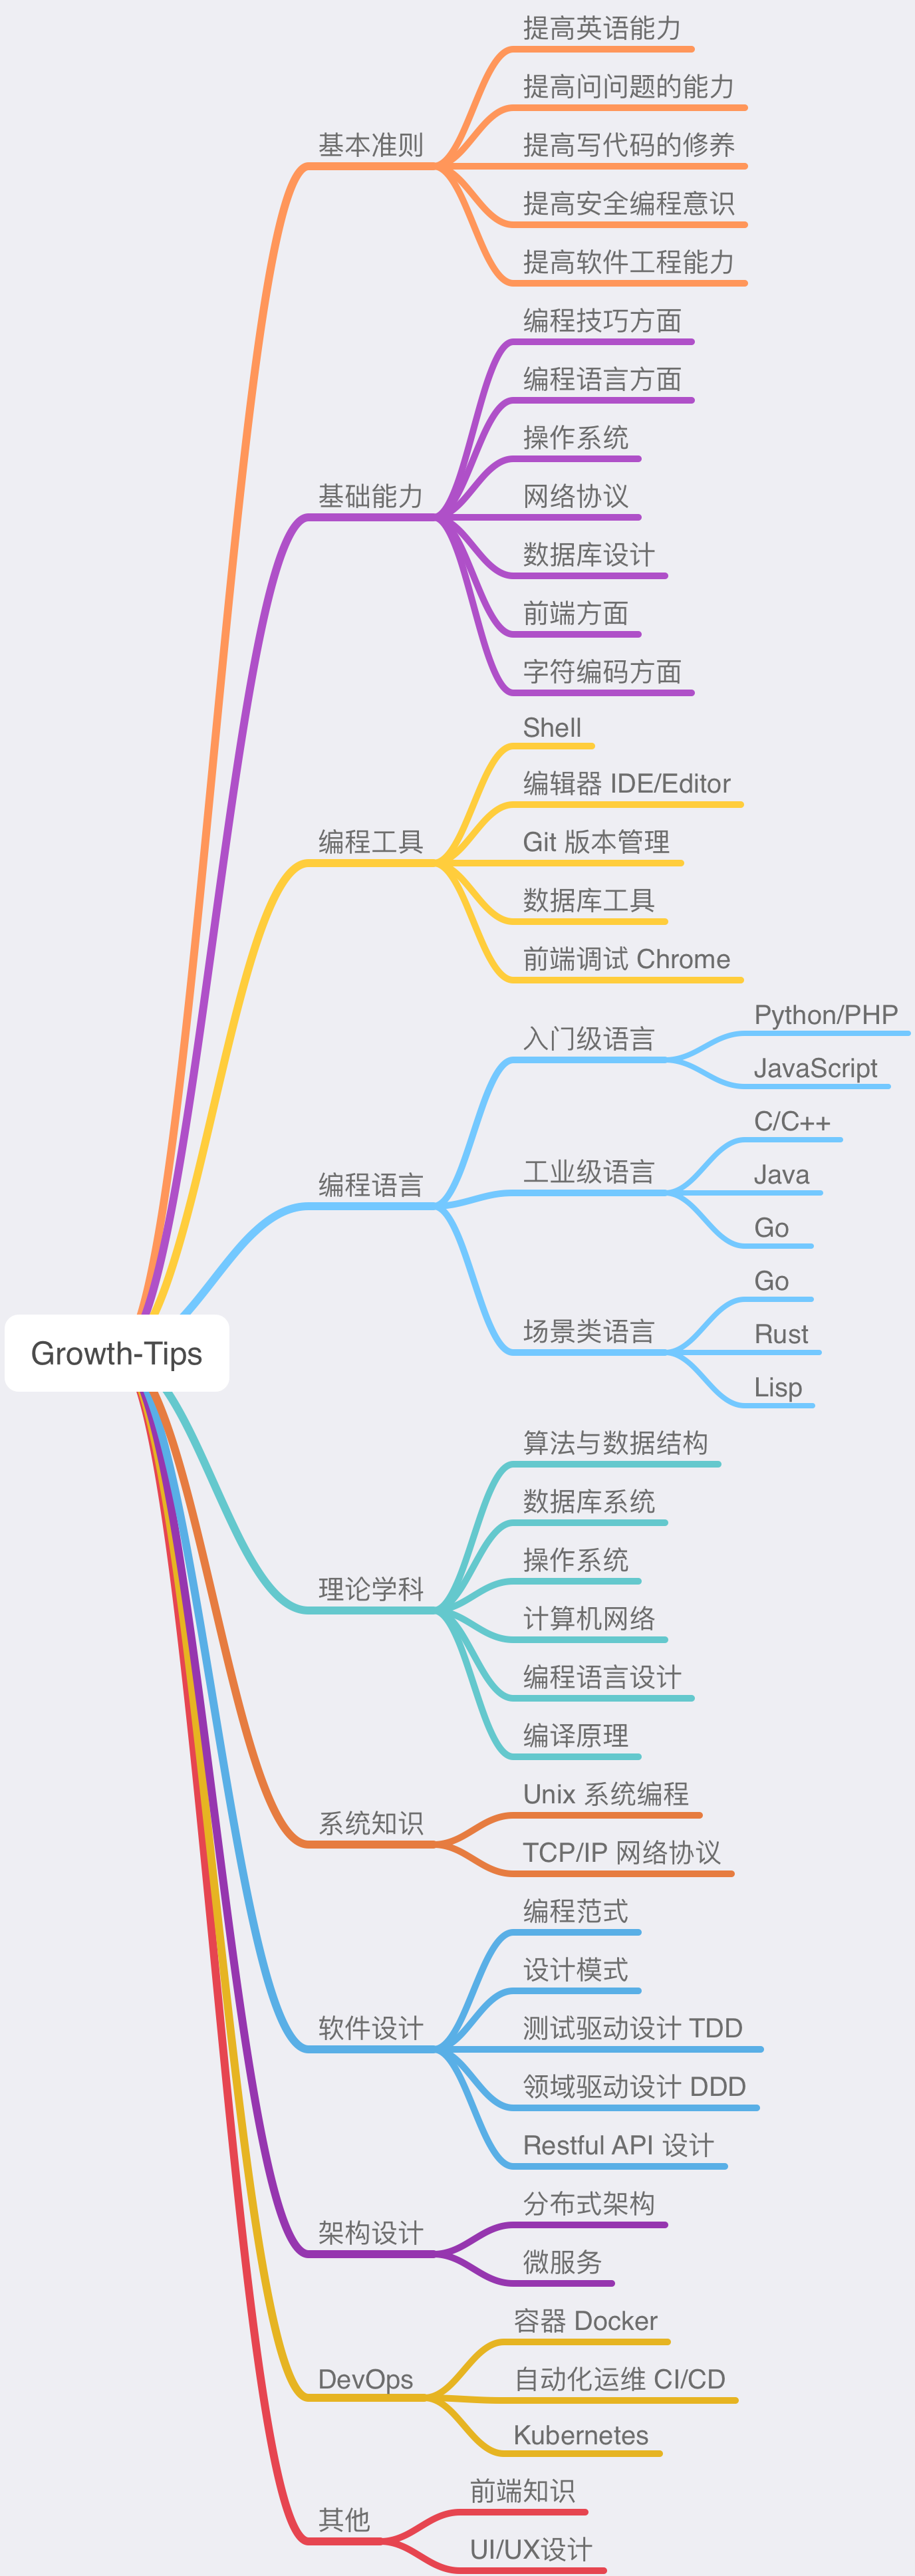 Growth-Tips
基本准则
提高英语能力
提高问问题的能力
提高写代码的修养
提高安全编程意识
提高软件工程能力
基础能力
编程技巧方面
编程语言方面
操作系统
网络协议
数据库设计
前端方面
字符编码方面
编程工具
Shell
编辑器 IDE/Editor
Git 版本管理
数据库工具
前端调试 Chrome
编程语言
入门级语言
Python/PHP
JavaScript
工业级语言
C/C++
Java
Go
场景类语言
Go
Rust
Lisp
理论学科
算法与数据结构
数据库系统
操作系统
计算机网络
编程语言设计
编译原理
系统知识
Unix 系统编程
TCP/IP 网络协议
软件设计
编程范式
设计模式
测试驱动设计 TDD
领域驱动设计 DDD
Restful API 设计
架构设计
分布式架构
微服务
DevOps
容器 Docker
自动化运维 CI/CD
Kubernetes
其他
前端知识
UI/UX设计